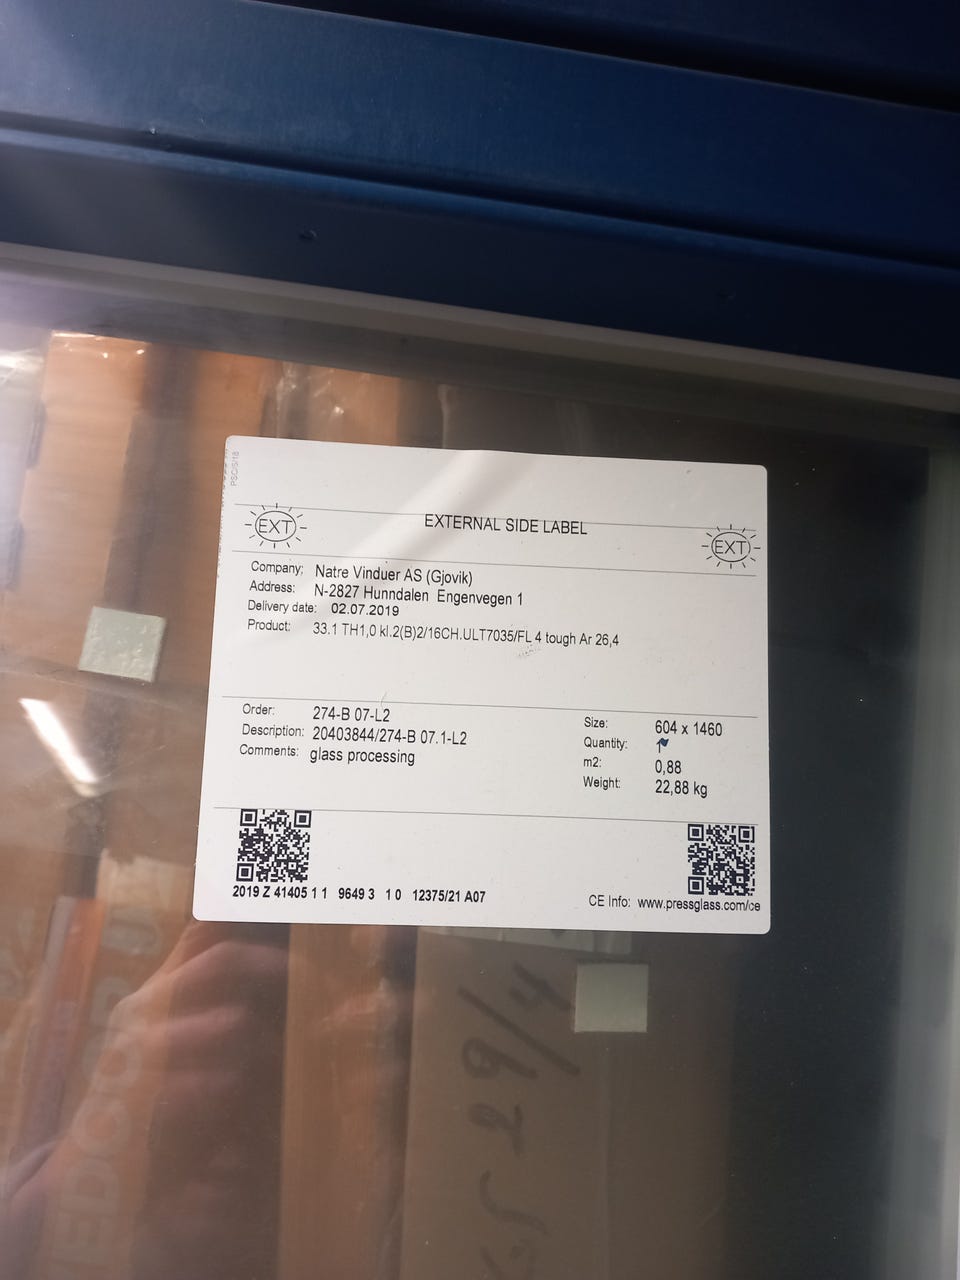 PSO/5/18
EXT
EXTERNAL SIDE LABEL
EXT
Company: Natre Vinduer AS (Gjovik)
Address: N-2827 Hunndalen Engenvegen 1
Delivery date: 02.07.2019
Product: 33.1 TH1,0 kl.2(B)2/16CH.ULT7035/FL 4 tough Ar 26,4
Order: 274-B 07-L2
Description: 20403844/274-B 07.1-L2
Comments: glass processing
Size: 604 x 1460
Quantity: 1
m2: 0,88
Weight: 22,88 kg
2019 Z 41405 1 1 9649 3 1 0 12375/21 A07
CE Info: www.pressglass.com/ce